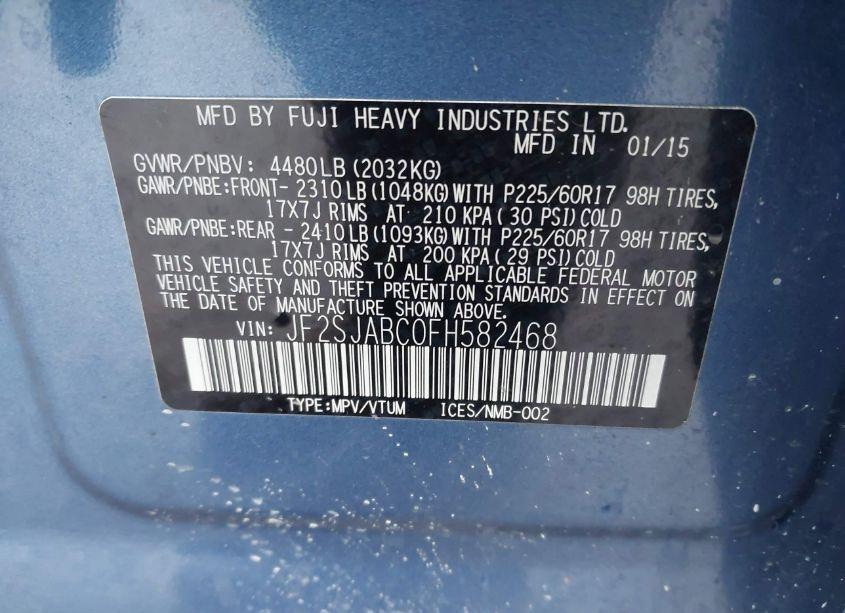 MFD BY FUJI HEAVY INDUSTRIES LTD.
MFD IN 01/15
GVWR/PNBV: 4480LB (2032KG)
GAWR/PNBE:FRONT- 2310 LB (1048KG) WITH P225/60R17 98H TIRES,
17X7J RIMS AT 210 KPA ( 30 PSI) COLD
GAWR/PNBE:REAR - 2410 LB (1093KG) WITH P225/60R17 98H TIRES,
17X7J RIMS AT 200 KPA ( 29 PSI) COLD
THIS VEHICLE CONFORMS TO ALL APPLICABLE FEDERAL MOTOR
VEHICLE SAFETY AND THEFT PREVENTION STANDARDS IN EFFECT ON
THE DATE OF MANUFACTURE SHOWN ABOVE.
VIN: JF2SJABC0FH582468
TYPE:MPV/VTUM ICES/NMB-002